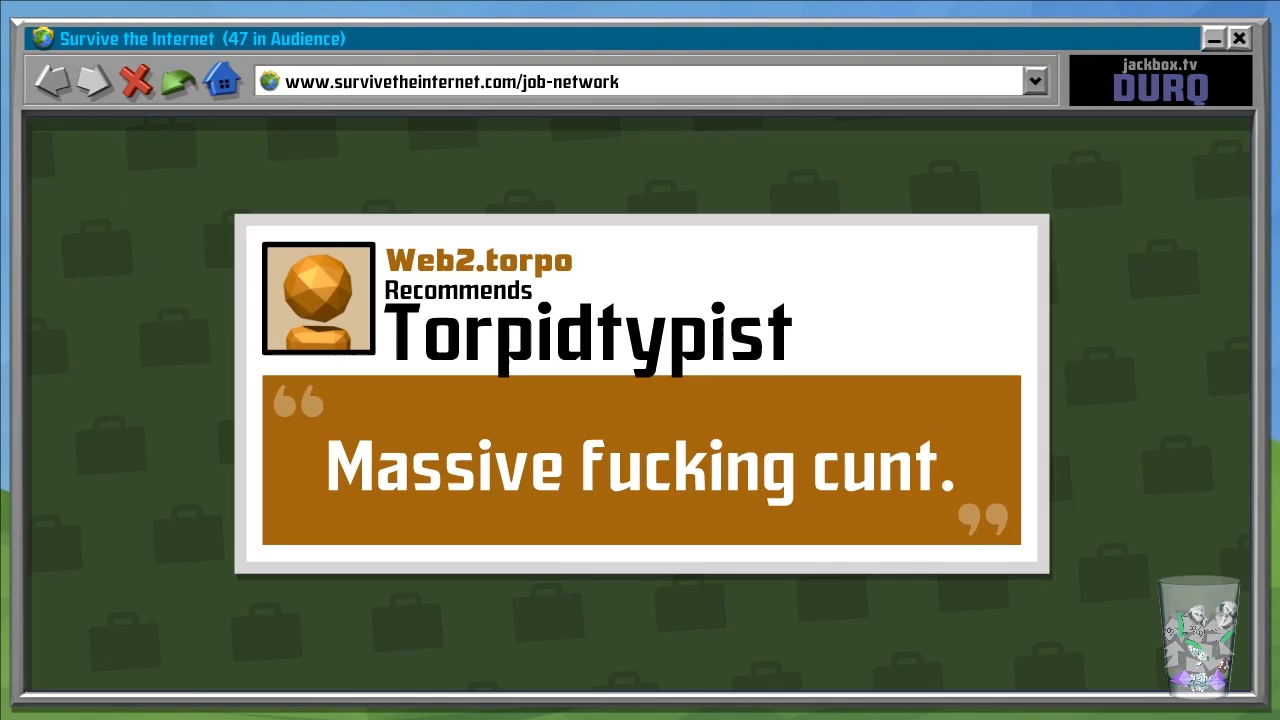 Survive the Internet (47 in Audience)
www.survivetheinternet.com/job-network
jackbox.tv
DURQ
Web2.torpo
Recommends
Torpidtypist
“
Massive fucking cunt.
”